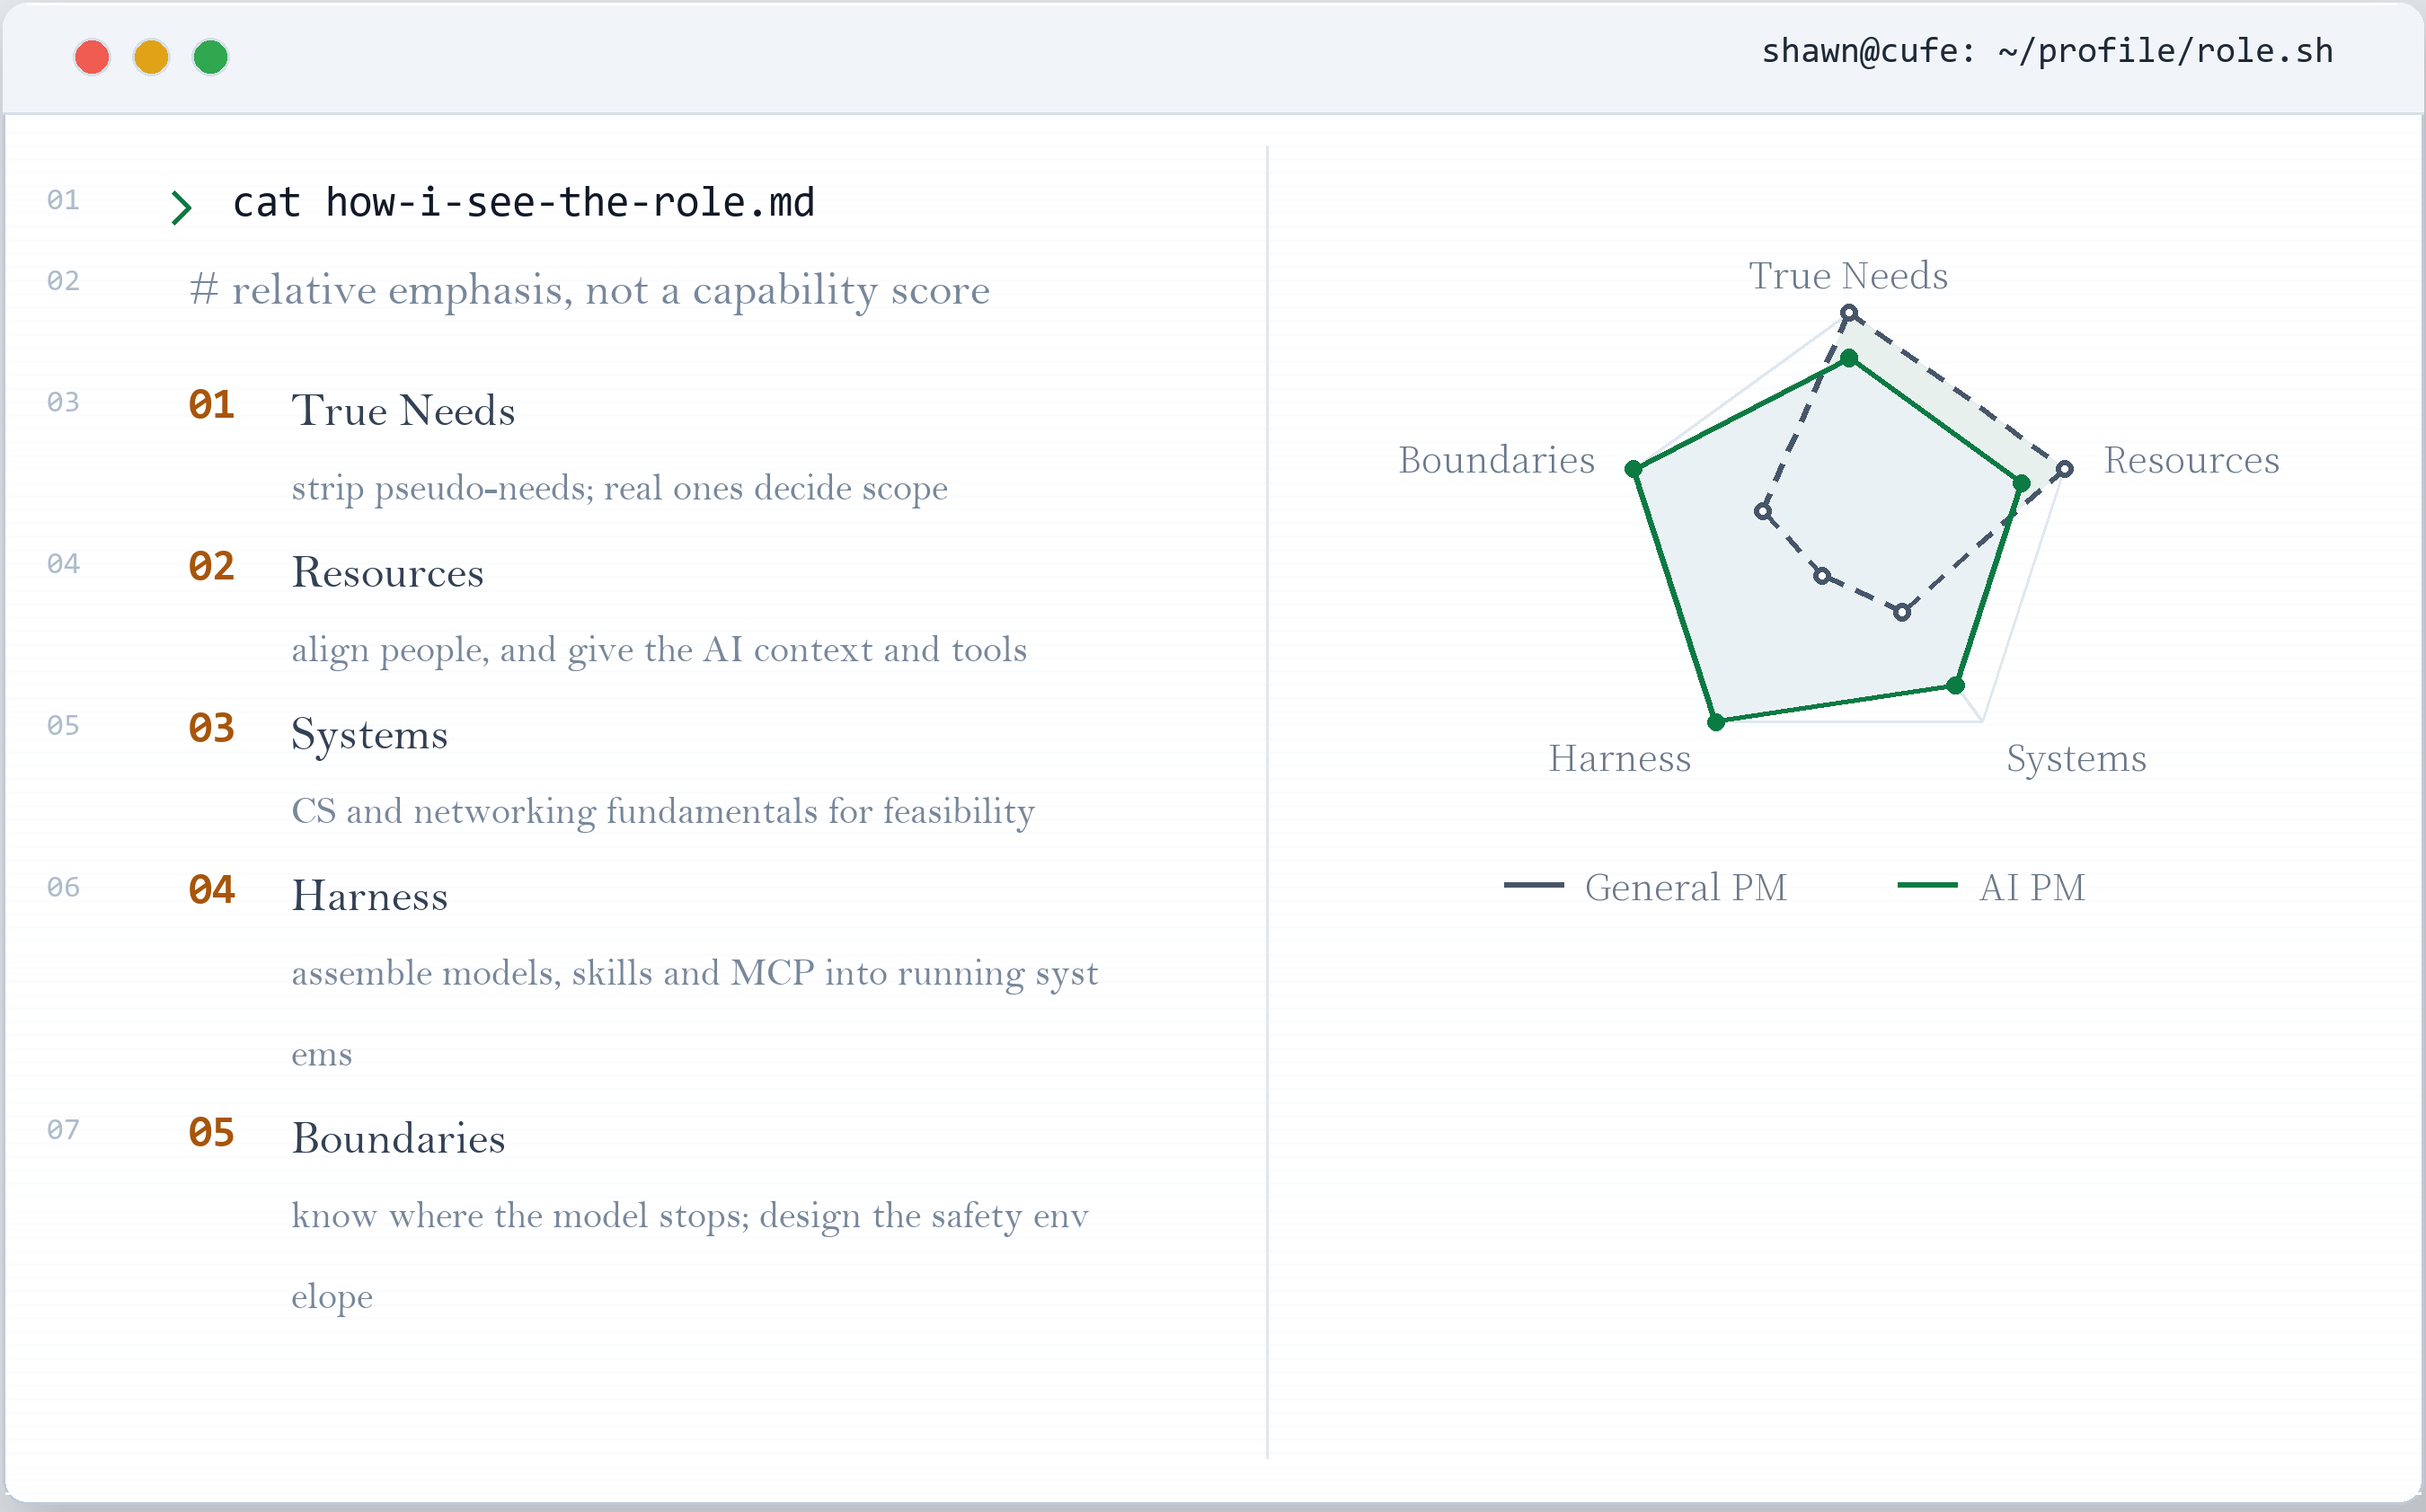 shawn@cufe: ~/profile/role.sh
01 > cat how-i-see-the-role.md
02 # relative emphasis, not a capability score
03 01 True Needs
strip pseudo-needs; real ones decide scope
04 02 Resources
align people, and give the AI context and tools
05 03 Systems
CS and networking fundamentals for feasibility
06 04 Harness
assemble models, skills and MCP into running syst
ems
07 05 Boundaries
know where the model stops; design the safety env
elope
True Needs
Boundaries
Resources
Harness
Systems
General PM
AI PM